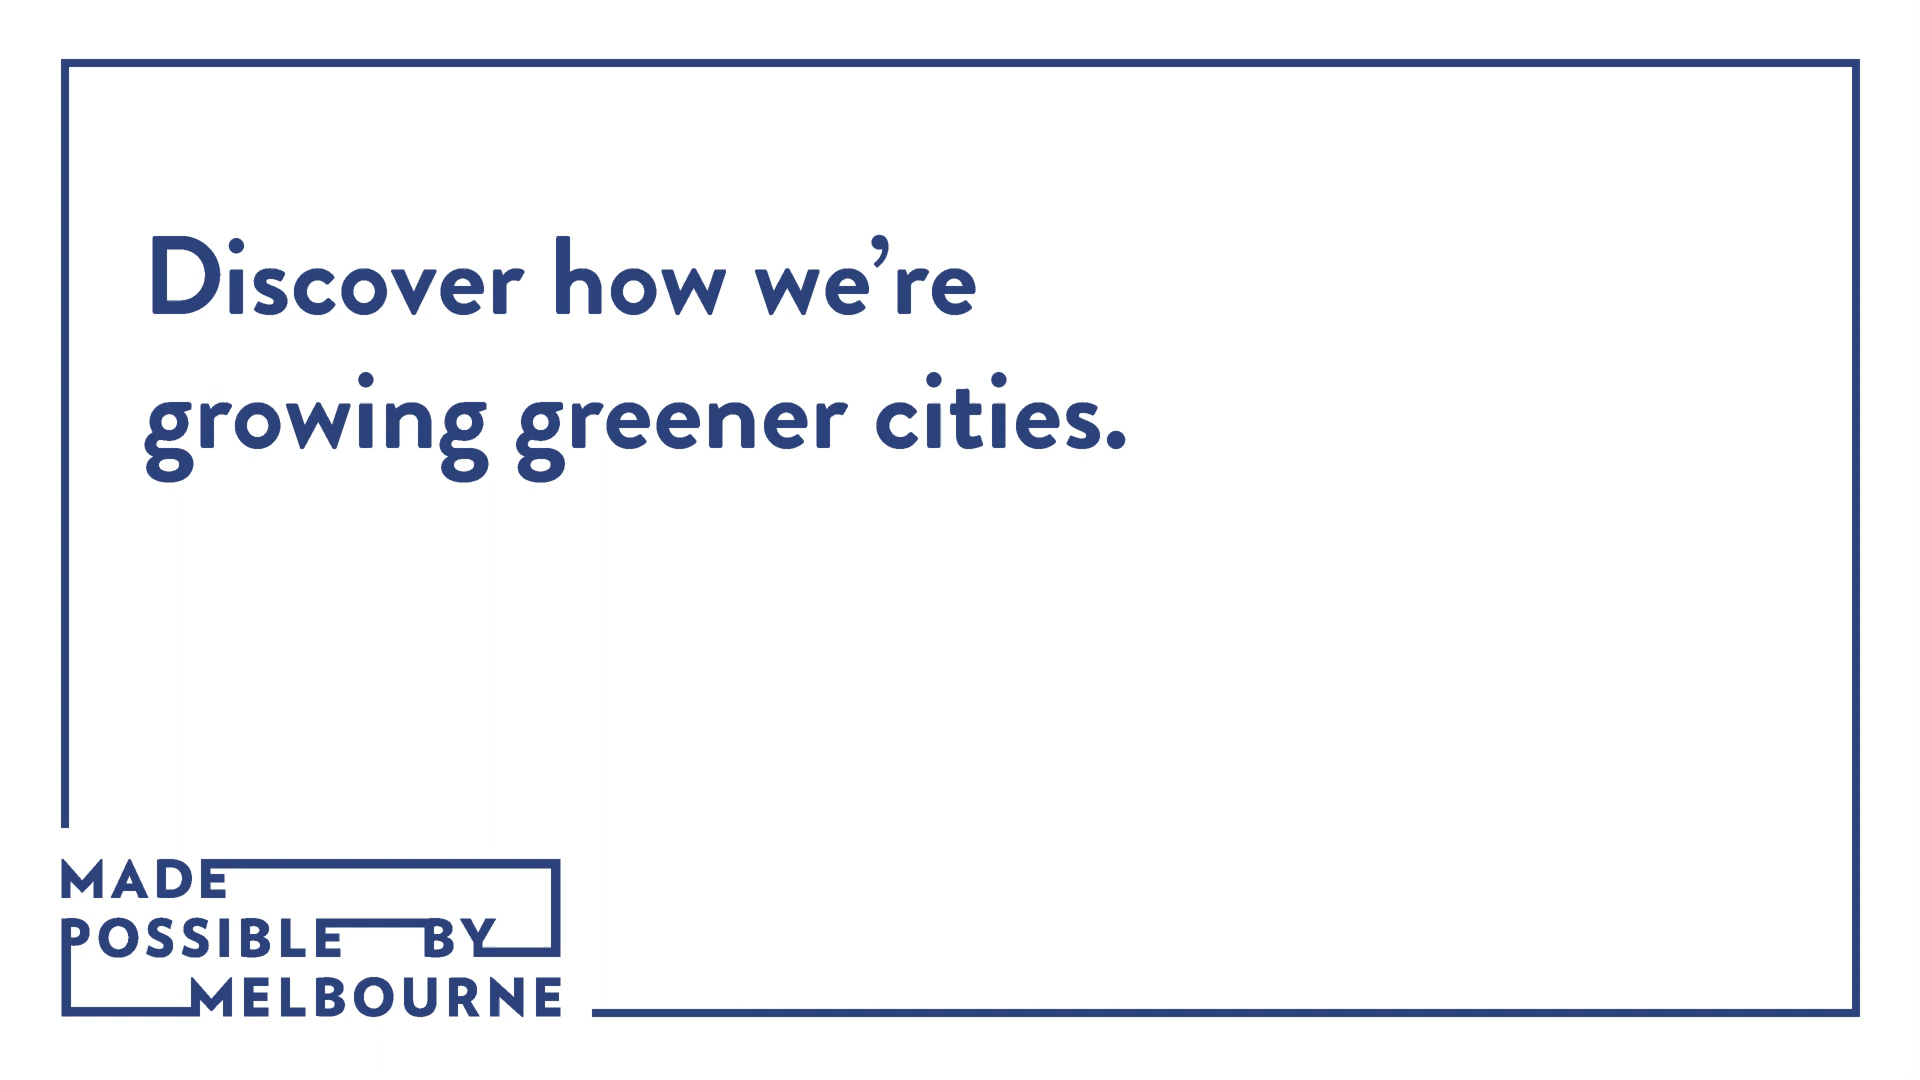 Discover how we’re
growing greener cities.
MADE
POSSIBLE BY
MELBOURNE